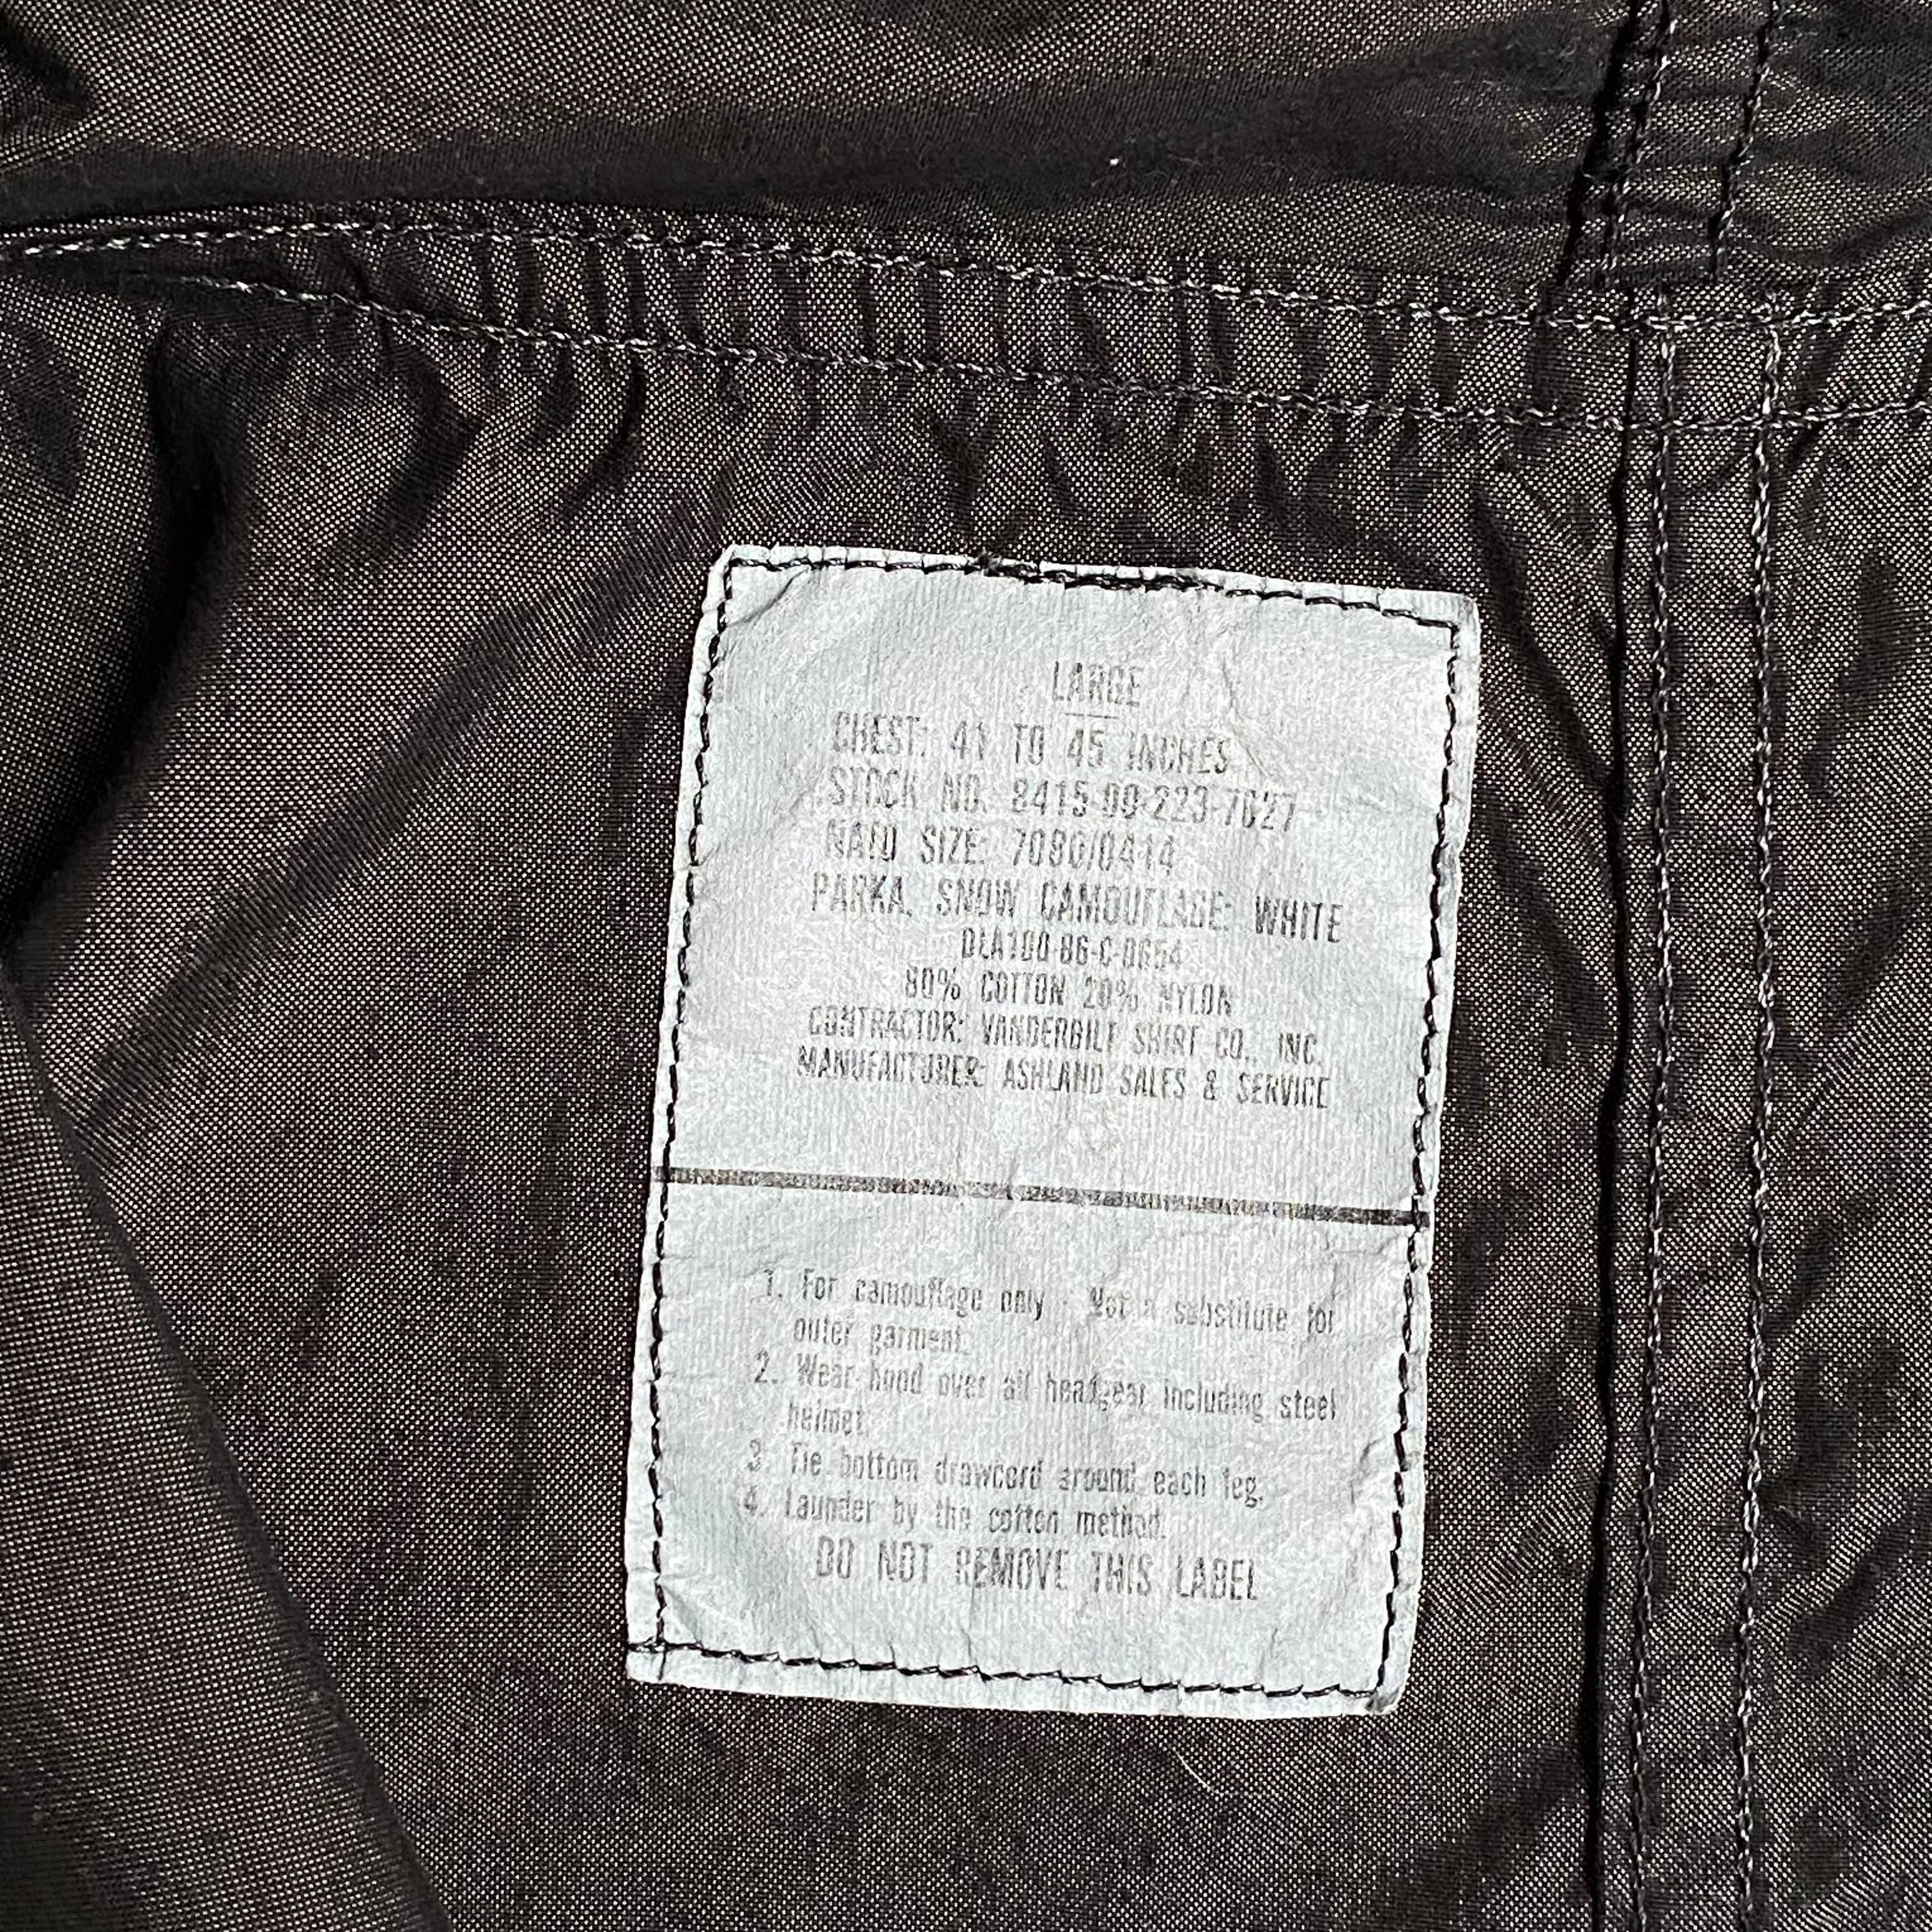 LARGE
CHEST: 41 TO 45 INCHES
STOCK NO. 8415-00-223-7627
NATO SIZE: 7080/0414
PARKA, SNOW CAMOUFLAGE: WHITE
DLA100-86-C-0654
80% COTTON 20% NYLON
CONTRACTOR: VANDERBILT SHIRT CO., INC.
MANUFACTURER: ASHLAND SALES & SERVICE
1. For camouflage only - Not a substitute for
outer garment.
2. Wear hood over all headgear including steel
helmet.
3. Tie bottom drawcord around each leg.
4. Launder by the cotton method.
DO NOT REMOVE THIS LABEL